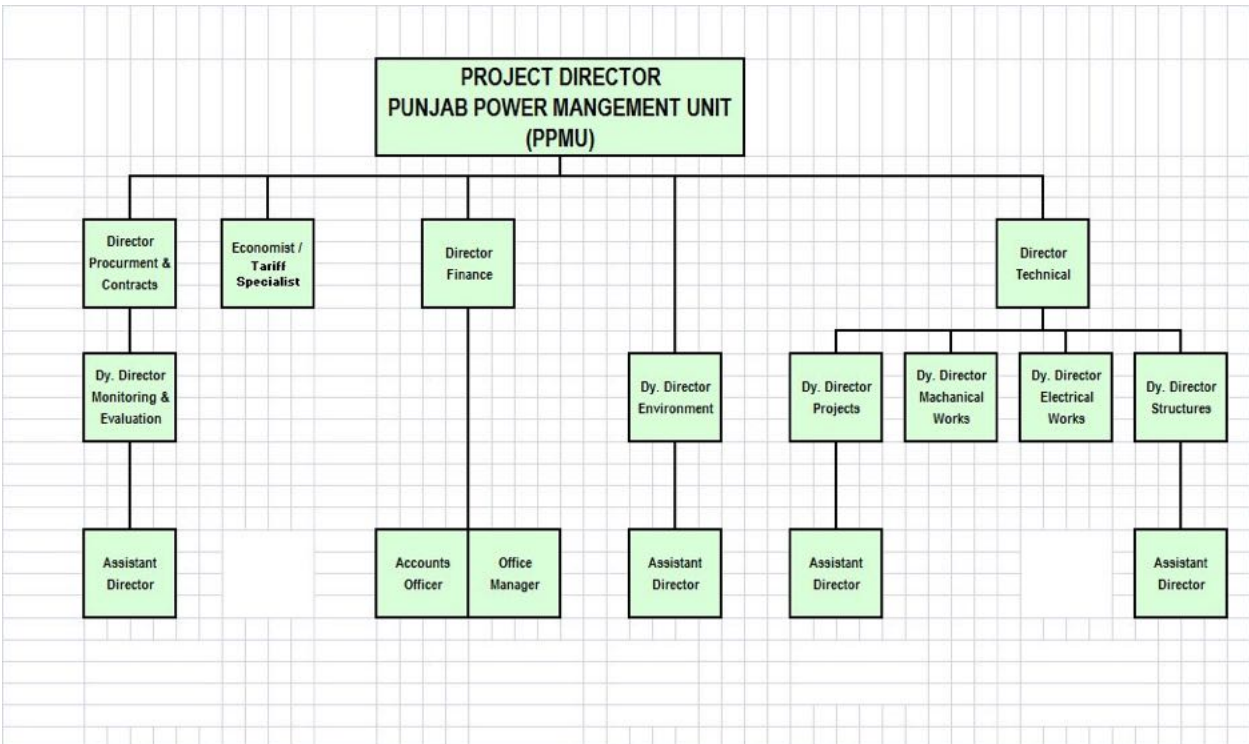 PROJECT DIRECTOR
PUNJAB POWER MANGEMENT UNIT
(PPMU)
Director
Procurment &
Contracts
Economist /
Tariff
Specialist
Director
Finance
Director
Technical
Dy. Director
Monitoring &
Evaluation
Dy. Director
Environment
Dy. Director
Projects
Dy. Director
Machanical
Works
Dy. Director
Electrical
Works
Dy. Director
Structures
Assistant
Director
Accounts
Officer
Office
Manager
Assistant
Director
Assistant
Director
Assistant
Director